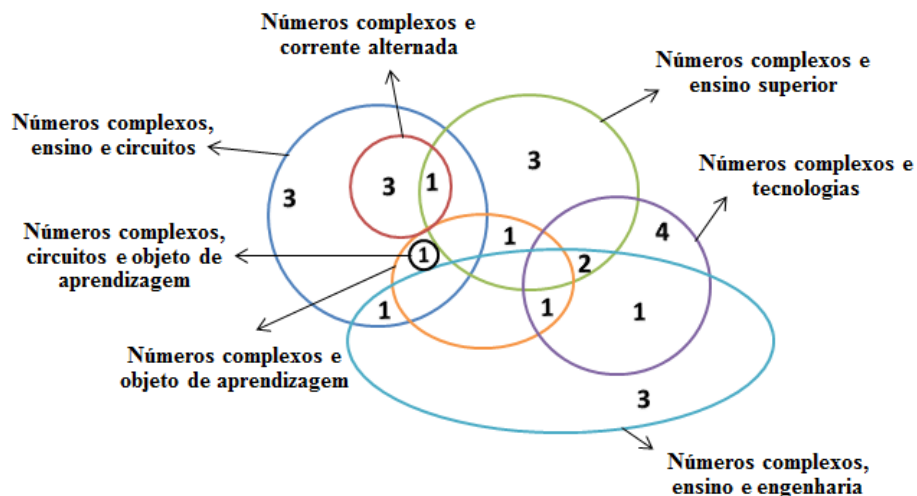 Números complexos e
corrente alternada
Números complexos e
ensino superior
Números complexos,
ensino e circuitos
Números complexos e
tecnologias
3
3
1
3
4
Números complexos,
circuitos e objeto de
aprendizagem
1
1
2
1
1
1
Números complexos e
objeto de aprendizagem
3
Números complexos,
ensino e engenharia